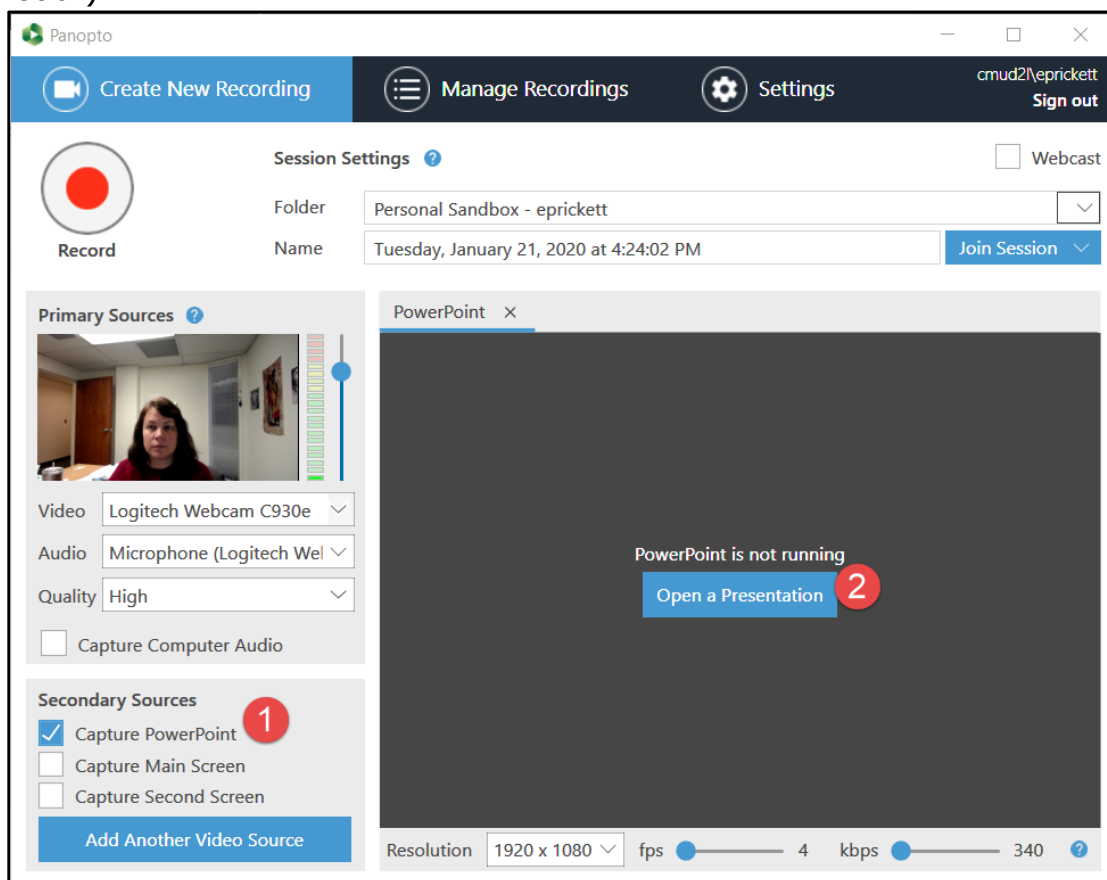 Panopto
Create New Recording Manage Recordings Settings cmud2l\eprickett
Sign out
Session Settings ? Webcast
Folder Personal Sandbox - eprickett
Record Name Tuesday, January 21, 2020 at 4:24:02 PM Join Session
Primary Sources ?
PowerPoint ×
Video Logitech Webcam C930e
Audio Microphone (Logitech Wel
Quality High
Capture Computer Audio
PowerPoint is not running
Open a Presentation 2
Secondary Sources
1
Capture PowerPoint
Capture Main Screen
Capture Second Screen
Add Another Video Source
Resolution 1920 x 1080 fps 4 kbps 340 ?